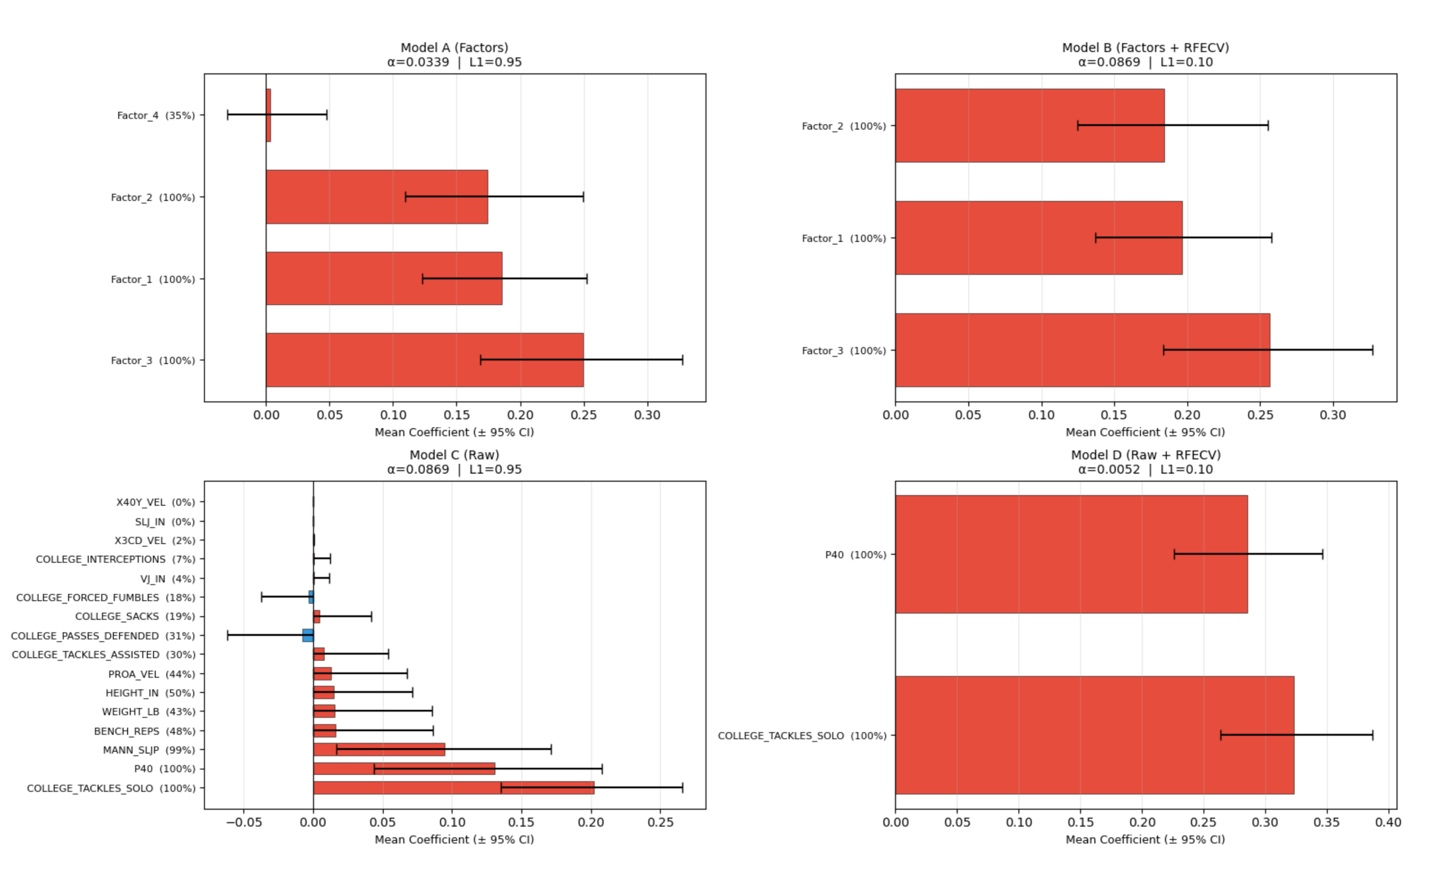 Model A (Factors)
α=0.0339 | L1=0.95
Factor_4 (35%)
Factor_2 (100%)
Factor_1 (100%)
Factor_3 (100%)
0.00 0.05 0.10 0.15 0.20 0.25 0.30
Mean Coefficient (± 95% CI)
Model B (Factors + RFECV)
α=0.0869 | L1=0.10
Factor_2 (100%)
Factor_1 (100%)
Factor_3 (100%)
0.00 0.05 0.10 0.15 0.20 0.25 0.30
Mean Coefficient (± 95% CI)
Model C (Raw)
α=0.0869 | L1=0.95
X40Y_VEL (0%)
SLJ_IN (0%)
X3CD_VEL (2%)
COLLEGE_INTERCEPTIONS (7%)
VJ_IN (4%)
COLLEGE_FORCED_FUMBLES (18%)
COLLEGE_SACKS (19%)
COLLEGE_PASSES_DEFENDED (31%)
COLLEGE_TACKLES_ASSISTED (30%)
PROA_VEL (44%)
HEIGHT_IN (50%)
WEIGHT_LB (43%)
BENCH_REPS (48%)
MANN_SLJP (99%)
P40 (100%)
COLLEGE_TACKLES_SOLO (100%)
−0.05 0.00 0.05 0.10 0.15 0.20 0.25
Mean Coefficient (± 95% CI)
Model D (Raw + RFECV)
α=0.0052 | L1=0.10
P40 (100%)
COLLEGE_TACKLES_SOLO (100%)
0.00 0.05 0.10 0.15 0.20 0.25 0.30 0.35 0.40
Mean Coefficient (± 95% CI)